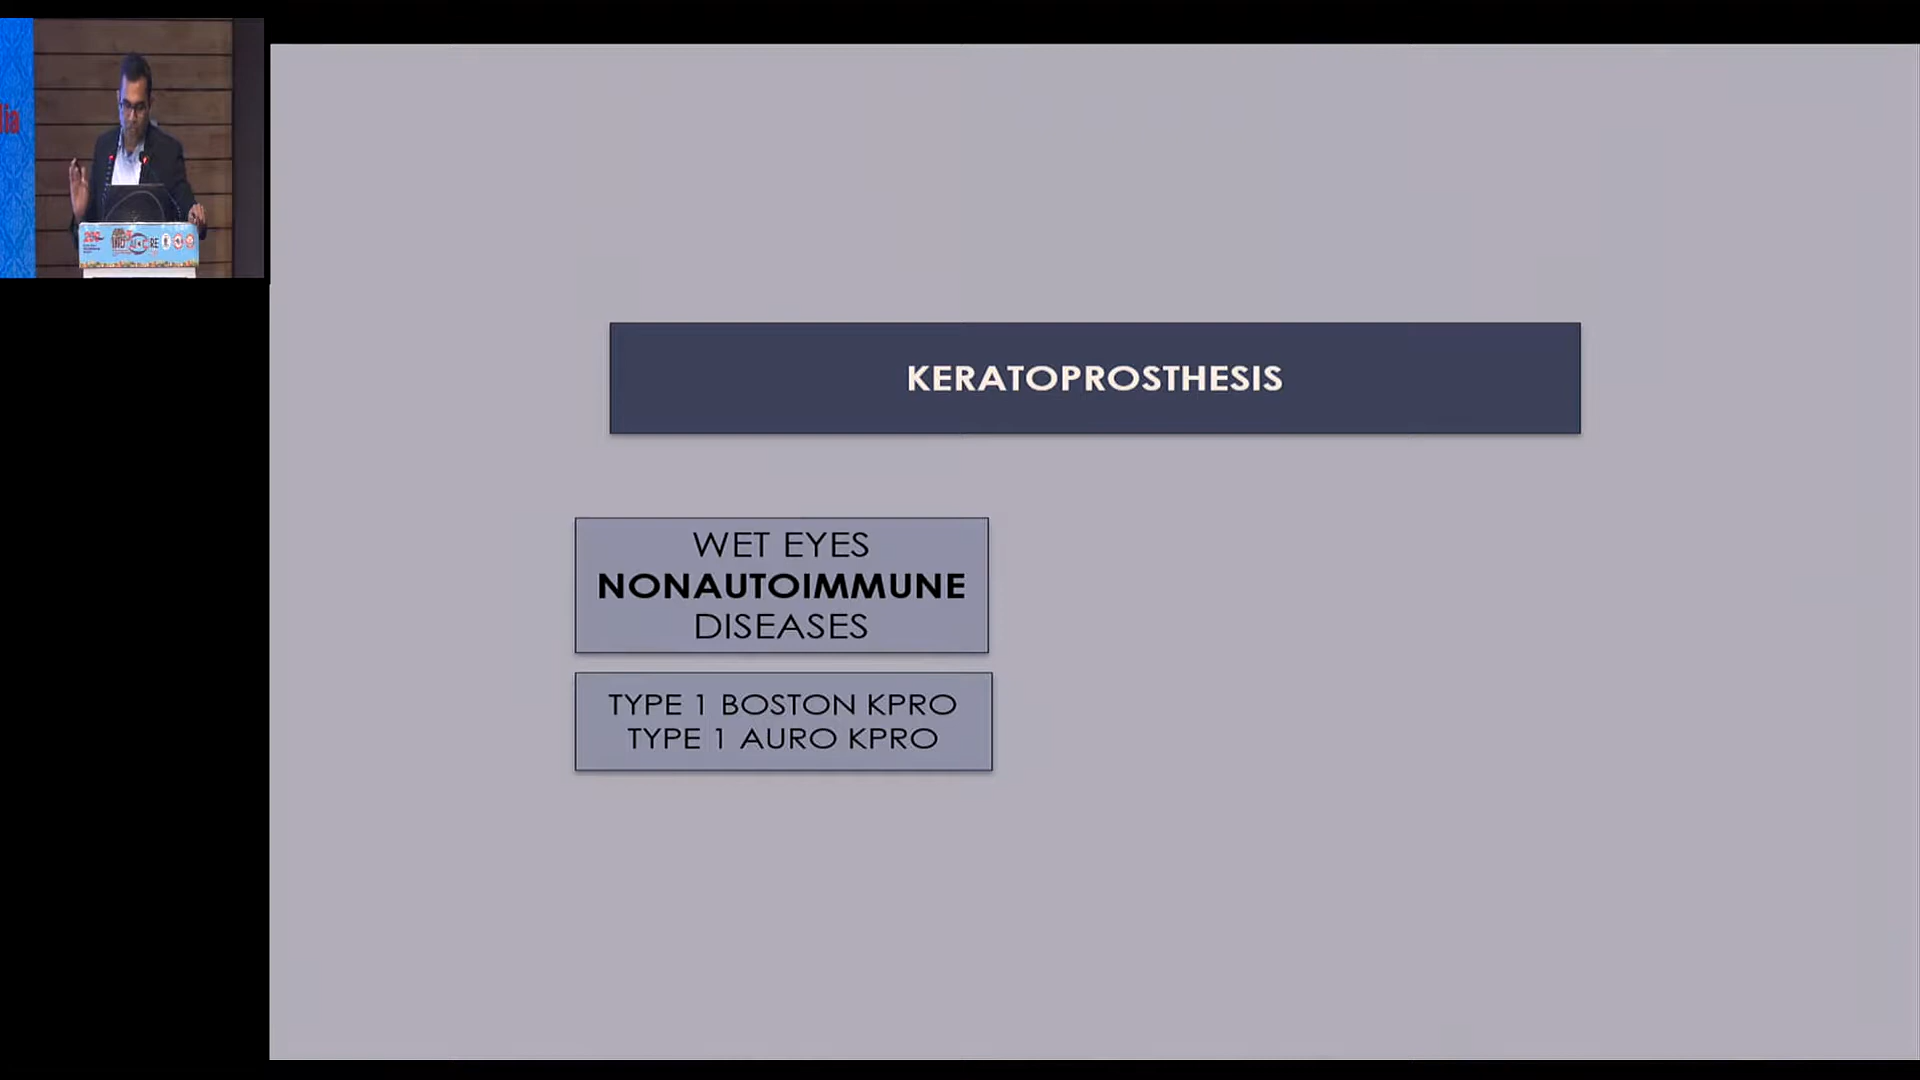 KERATOPROSTHESIS
WET EYES
NONAUTOIMMUNE
DISEASES
TYPE 1 BOSTON KPRO
TYPE 1 AURO KPRO